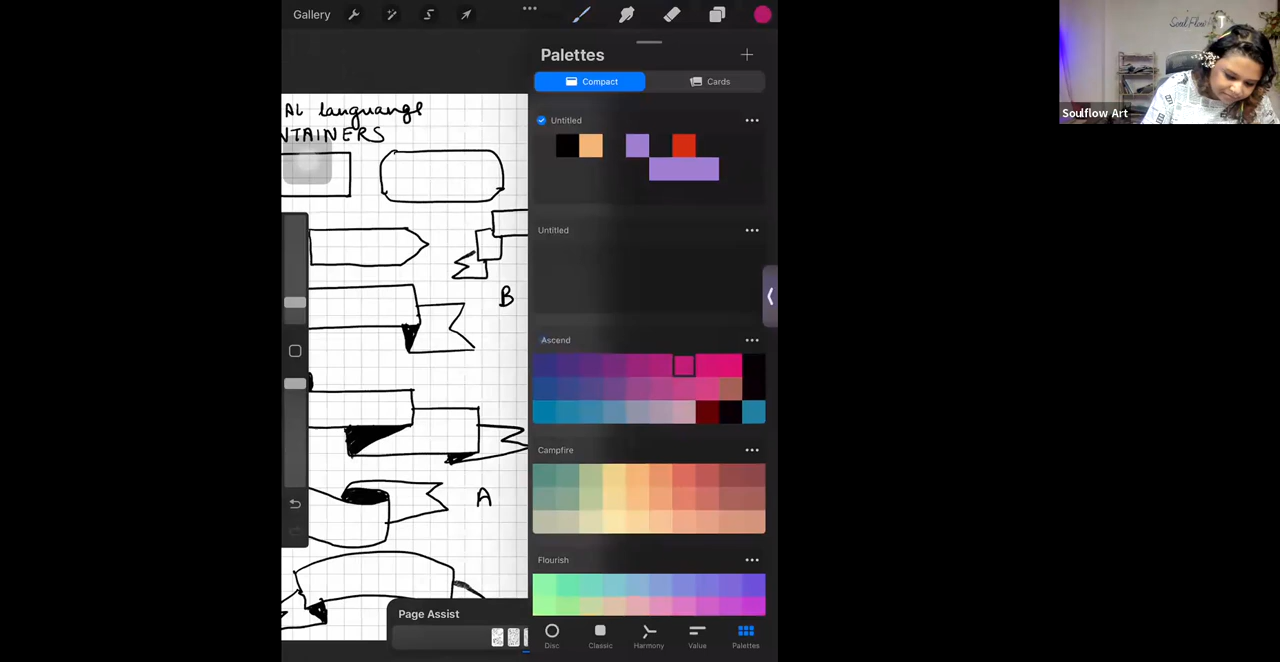 Gallery
Palettes
Compact
Cards
Untitled
Untitled
Ascend
Campfire
Flourish
Disc
Classic
Harmony
Value
Palettes
AL languange
NTAINERS
B
A
Page Assist
Soulflow Art